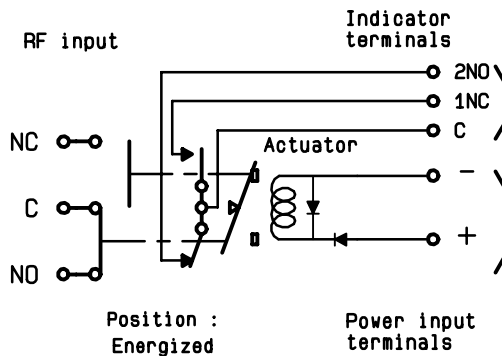 RF input
Indicator
terminals
2NO
1NC
C
Actuator
NC
C
NO
-
+
Position :
Energized
Power input
terminals